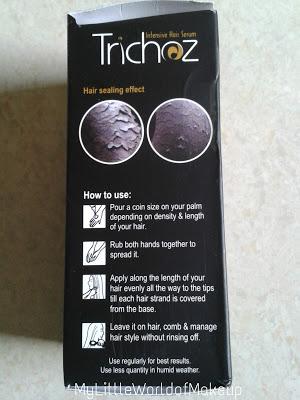 Intensive Hair Serum
Trichoz
Hair sealing effect
How to use:
Pour a coin size on your palm
depending on density & length
of your hair.
Rub both hands together to
spread it.
Apply along the length of your
hair evenly all the way to the tips
till each hair strand is covered
from the base.
Leave it on hair, comb & manage
hair style without rinsing off.
Use regularly for best results.
Use less quantity in humid weather.
MyLittleWorldofMakeup